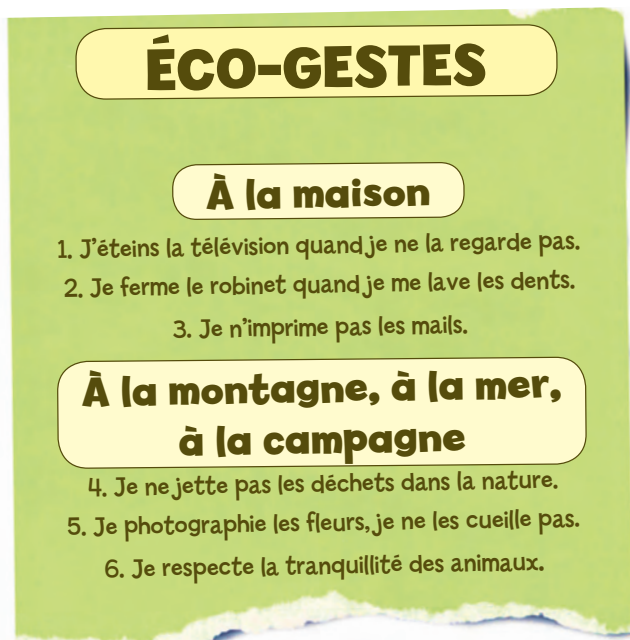 ÉCO-GESTES
À la maison
1. J'éteins la télévision quand je ne la regarde pas.
2. Je ferme le robinet quand je me lave les dents.
3. Je n'imprime pas les mails.
À la montagne, à la mer,
à la campagne
4. Je ne jette pas les déchets dans la nature.
5. Je photographie les fleurs, je ne les cueille pas.
6. Je respecte la tranquillité des animaux.